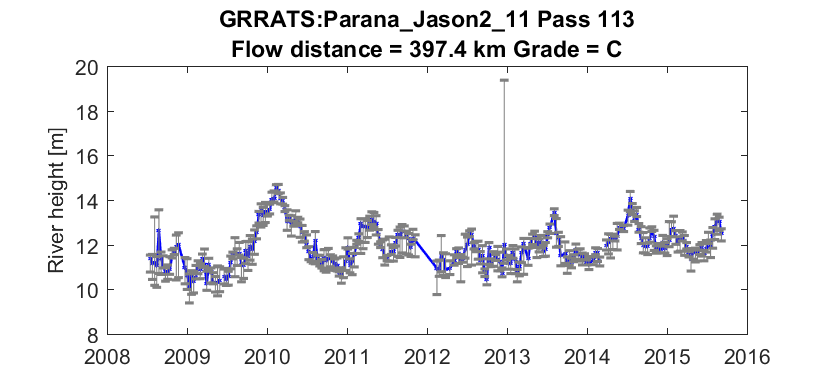 GRRATS:Parana_Jason2_11 Pass 113
Flow distance = 397.4 km Grade = C
River height [m]
20
18
16
14
12
10
8
2008 2009 2010 2011 2012 2013 2014 2015 2016